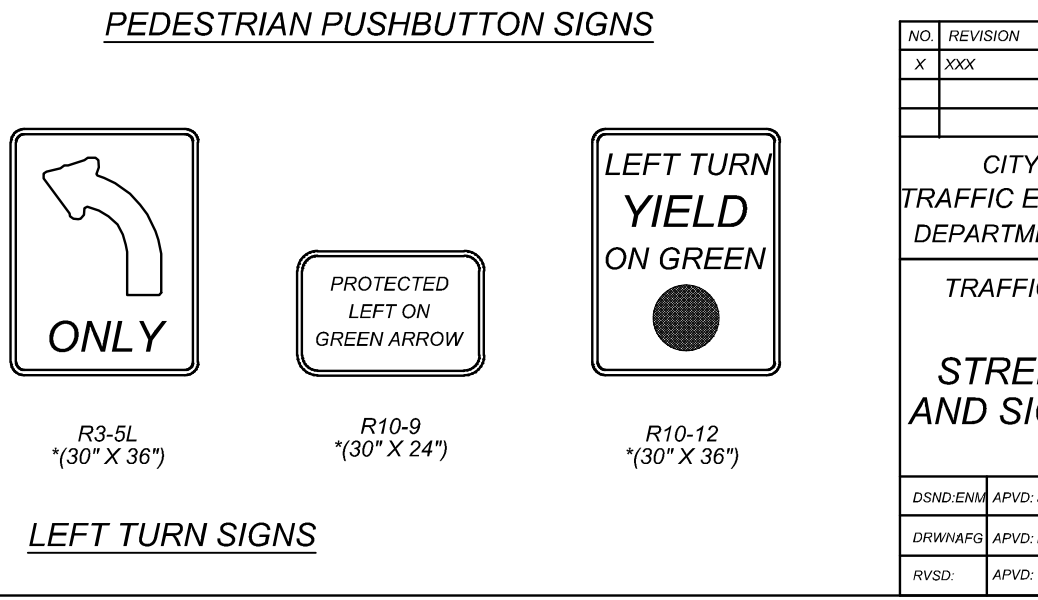 PEDESTRIAN PUSHBUTTON SIGNS
ONLY
R3-5L
*(30" X 36")
PROTECTED
LEFT ON
GREEN ARROW
R10-9
*(30" X 24")
LEFT TURN
YIELD
ON GREEN
R10-12
*(30" X 36")
LEFT TURN SIGNS
NO. REVISION
X XXX
CITY
TRAFFIC E
DEPARTM
TRAFFI
STRE
AND SI
DSND:ENM APVD:
DRWNAFG APVD:
RVSD: APVD: